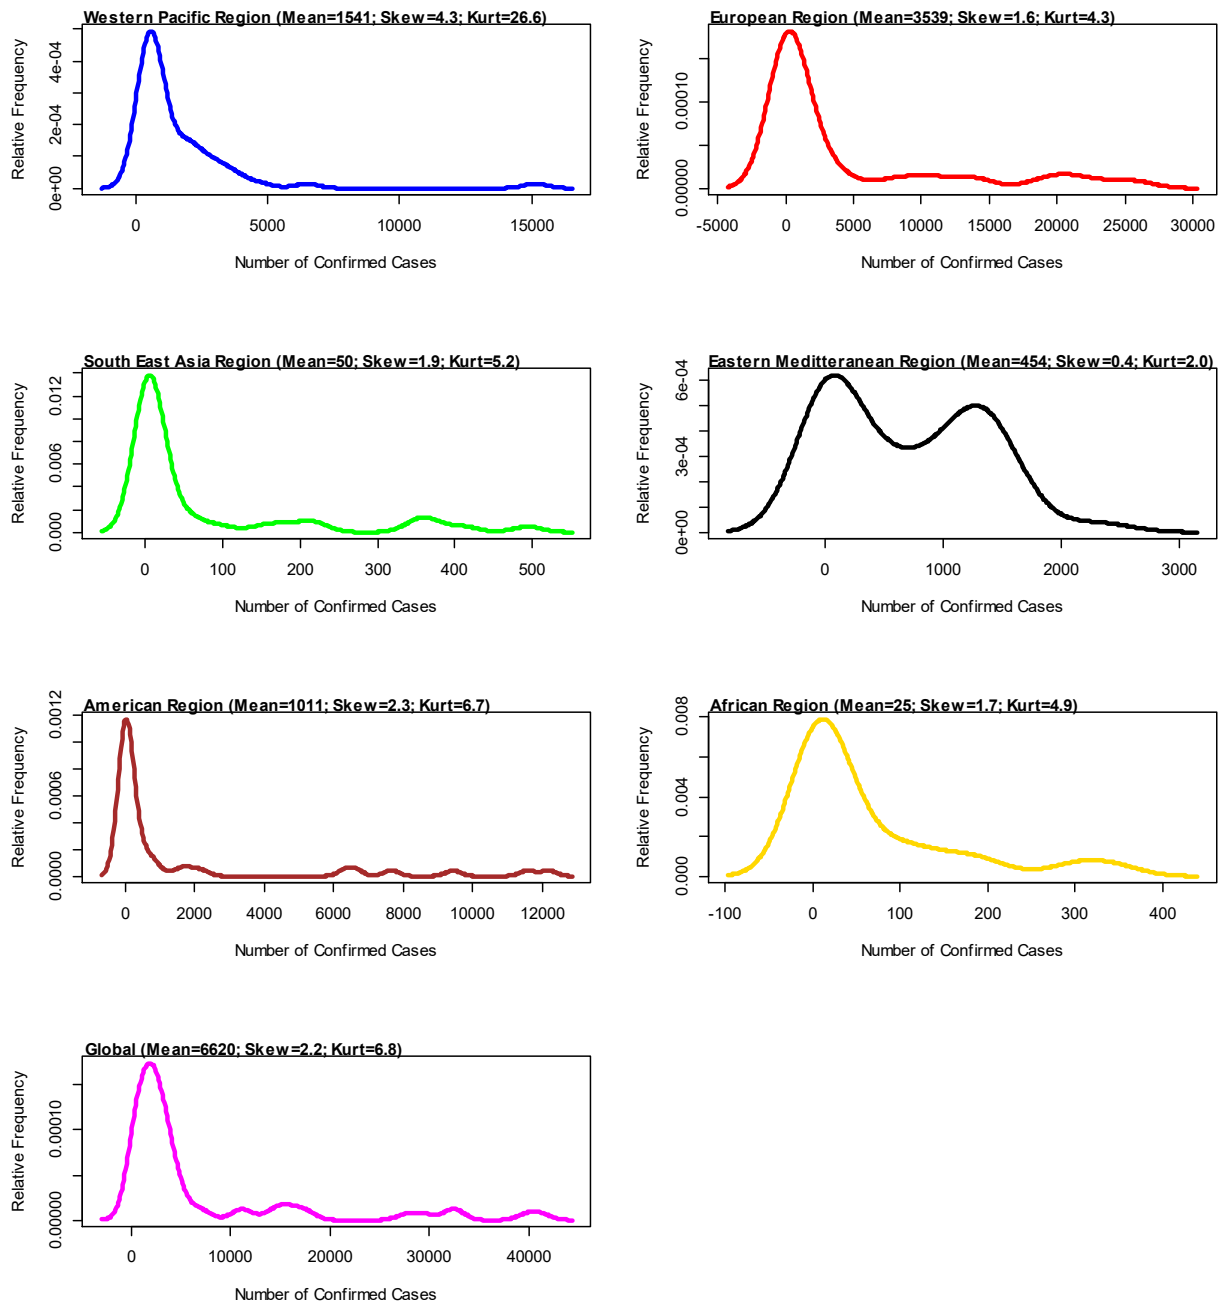 Western Pacific Region (Mean=1541; Skew=4.3; Kurt=26.6)
Relative Frequency
0e+00 2e-04 4e-04
0 5000 10000 15000
Number of Confirmed Cases
European Region (Mean=3539; Skew=1.6; Kurt=4.3)
Relative Frequency
0.00000 0.00010
-5000 0 5000 10000 15000 20000 25000 30000
Number of Confirmed Cases
South East Asia Region (Mean=50; Skew=1.9; Kurt=5.2)
Relative Frequency
0.000 0.006 0.012
0 100 200 300 400 500
Number of Confirmed Cases
Eastern Meditteranean Region (Mean=454; Skew=0.4; Kurt=2.0)
Relative Frequency
0e+00 3e-04 6e-04
0 1000 2000 3000
Number of Confirmed Cases
American Region (Mean=1011; Skew=2.3; Kurt=6.7)
Relative Frequency
0.0000 0.0006 0.0012
0 2000 4000 6000 8000 10000 12000
Number of Confirmed Cases
African Region (Mean=25; Skew=1.7; Kurt=4.9)
Relative Frequency
0.000 0.004 0.008
-100 0 100 200 300 400
Number of Confirmed Cases
Global (Mean=6620; Skew=2.2; Kurt=6.8)
Relative Frequency
0.00000 0.00010
0 10000 20000 30000 40000
Number of Confirmed Cases